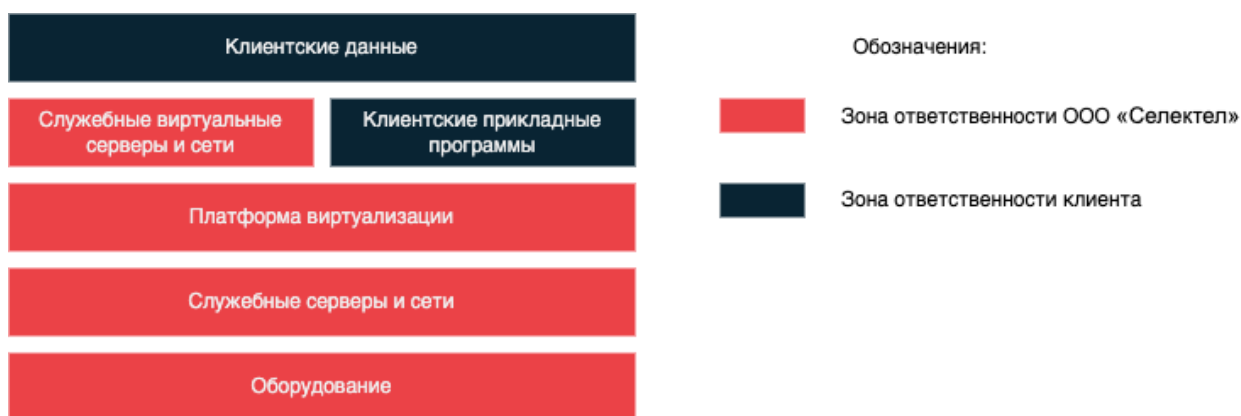 Клиентские данные
Служебные виртуальные
серверы и сети
Клиентские прикладные
программы
Платформа виртуализации
Служебные серверы и сети
Оборудование
Обозначения:
Зона ответственности ООО «Селектел»
Зона ответственности клиента